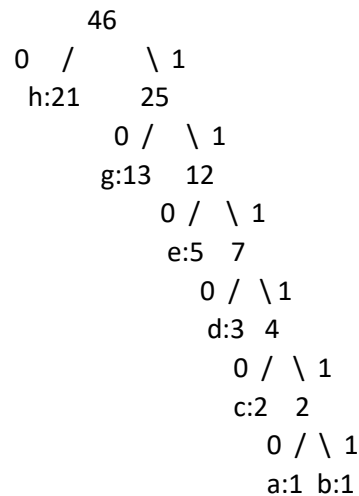 46
0 / \ 1
h:21 25
0 / \ 1
g:13 12
0 / \ 1
e:5 7
0 / \ 1
d:3 4
0 / \ 1
c:2 2
0 / \ 1
a:1 b:1